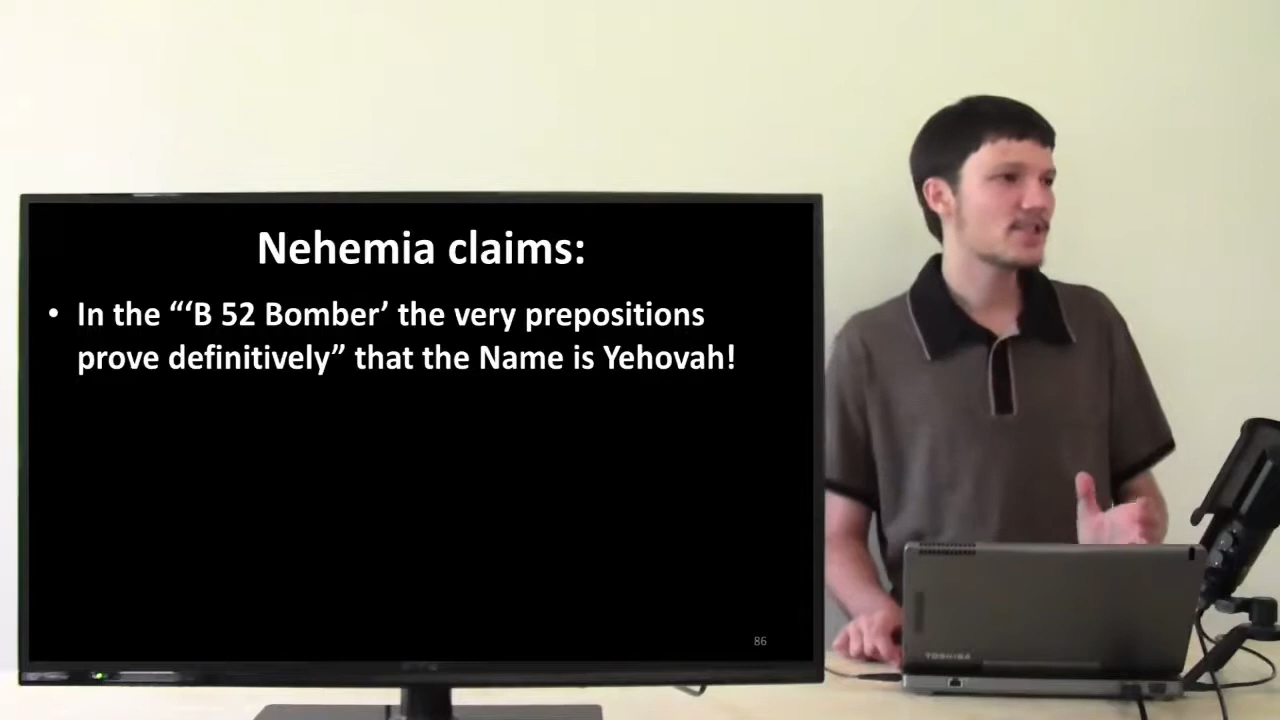 Nehemia claims:
• In the “‘B 52 Bomber’ the very prepositions
prove definitively” that the Name is Yehovah!
86
TOSHIBA